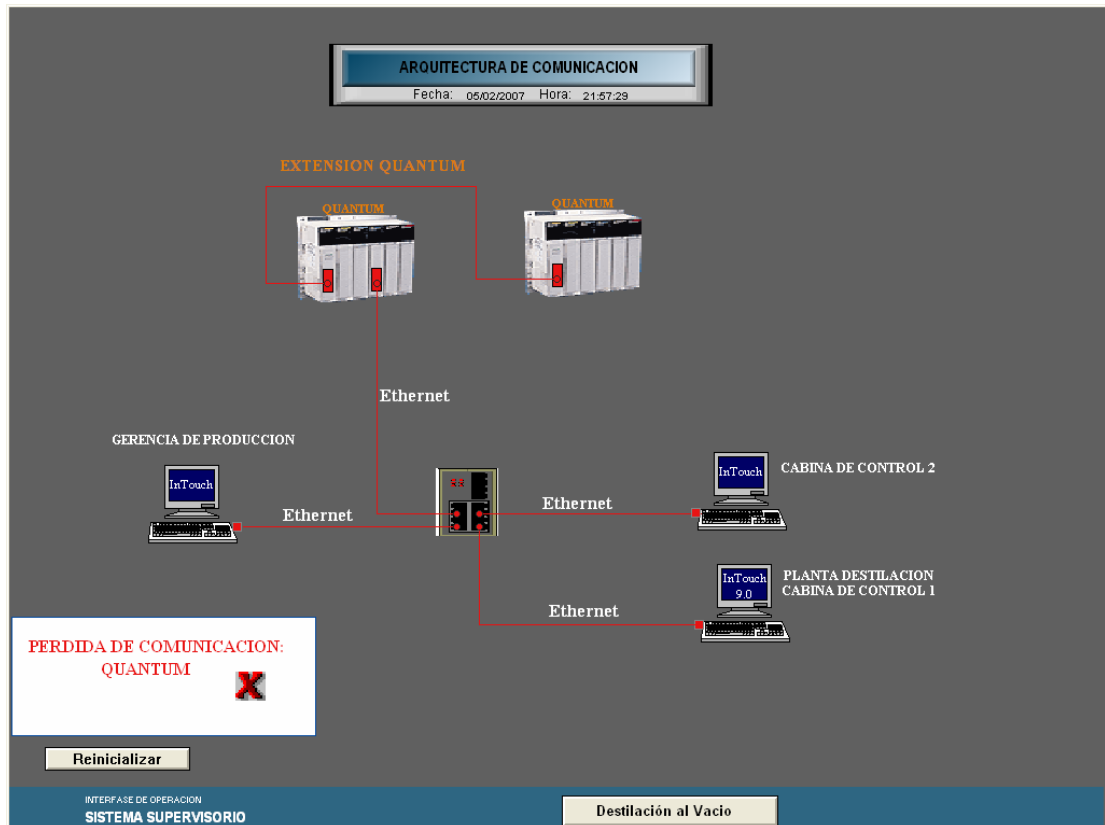 ARQUITECTURA DE COMUNICACION
Fecha: 05/02/2007 Hora: 21:57:29
EXTENSION QUANTUM
QUANTUM
QUANTUM
Ethernet
GERENCIA DE PRODUCCION
InTouch
Ethernet
Ethernet
InTouch
CABINA DE CONTROL 2
Ethernet
InTouch
9.0
PLANTA DESTILACION
CABINA DE CONTROL 1
PERDIDA DE COMUNICACION:
QUANTUM
X
Reinicializar
INTERFASE DE OPERACION
SISTEMA SUPERVISORIO
Destilación al Vacio